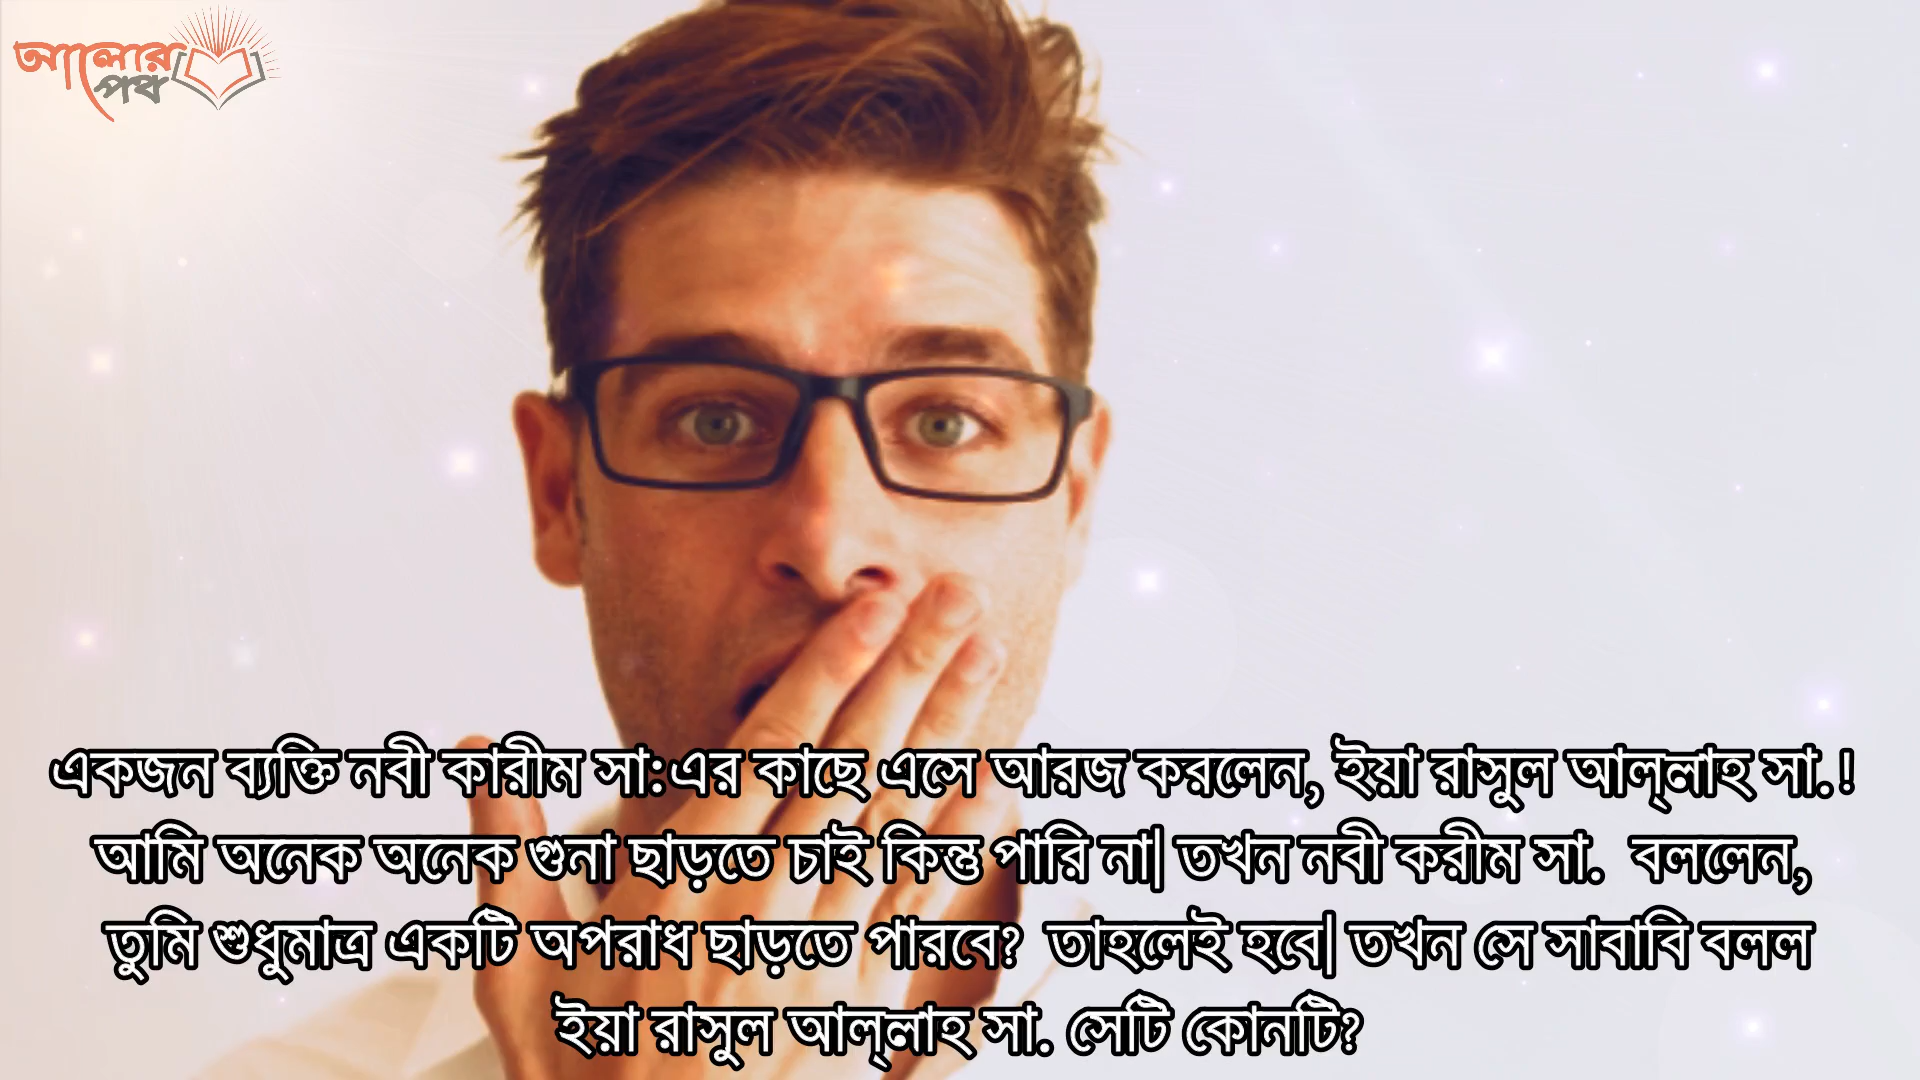 আলোর
পথ
একজন ব্যক্তি নবী কারীম সা:এর কাছে এসে আরজ করলেন, ইয়া রাসুল আল্লাহ সা.!
আমি অনেক অনেক গুনা ছাড়তে চাই কিন্তু পারি না| তখন নবী করীম সা. বললেন,
তুমি শুধুমাত্র একটি অপরাধ ছাড়তে পারবে? তাহলেই হবে| তখন সে সাবাবি বলল
ইয়া রাসুল আল্লাহ সা. সেটি কোনটি?